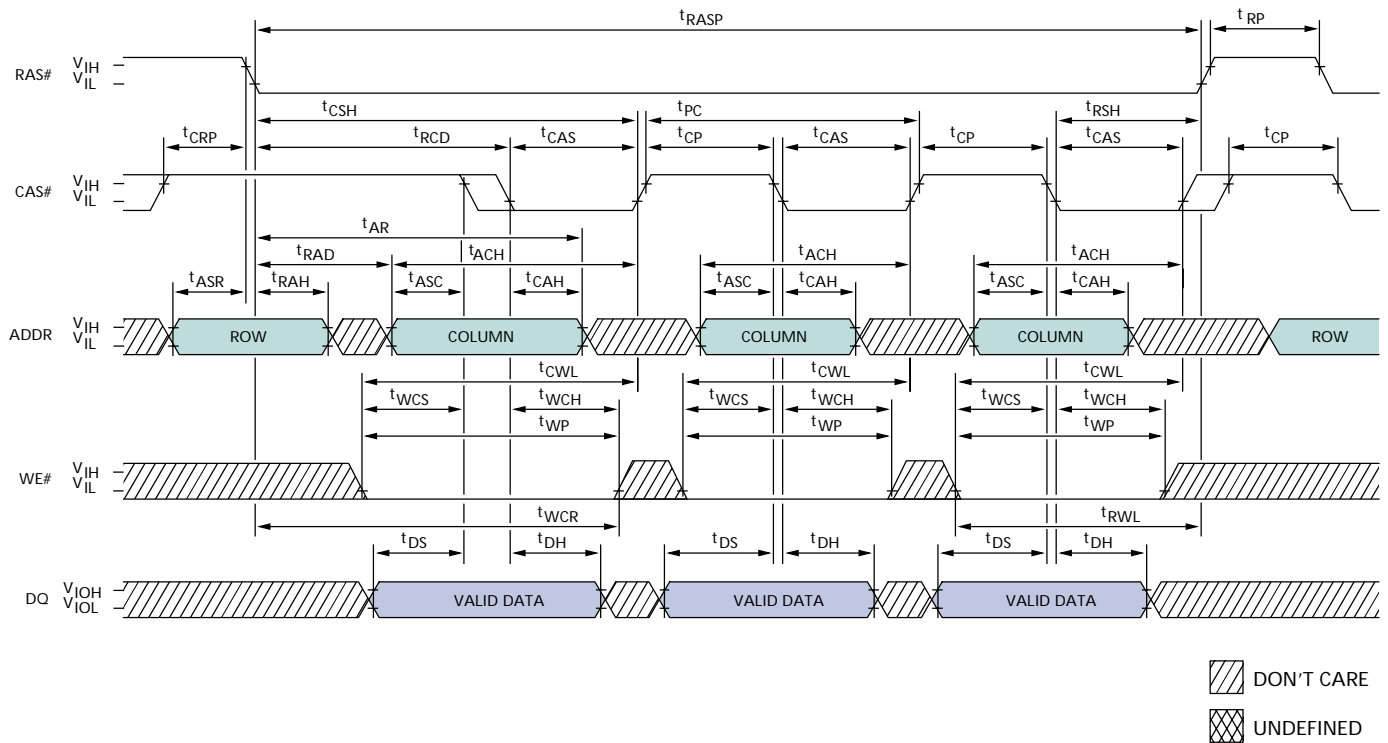 tRASP tRP
RAS# VIH
VIL
tCSH tPC tRSH
tCRP tRCD tCAS tCP tCAS tCP tCAS tCP
CAS# VIH
VIL
tAR
tRAD tACH tACH tACH
tASR tRAH tASC tCAH tASC tCAH tASC tCAH
ADDR VIH
VIL
ROW COLUMN COLUMN COLUMN ROW
tCWL tCWL tCWL
tWCS tWCH tWCS tWCH tWCS tWCH
tWP tWP tWP
WE# VIH
VIL
tWCR tRWL
tDS tDH tDS tDH tDS tDH
DQ VIOH
VIOL
VALID DATA VALID DATA VALID DATA
DON'T CARE
UNDEFINED